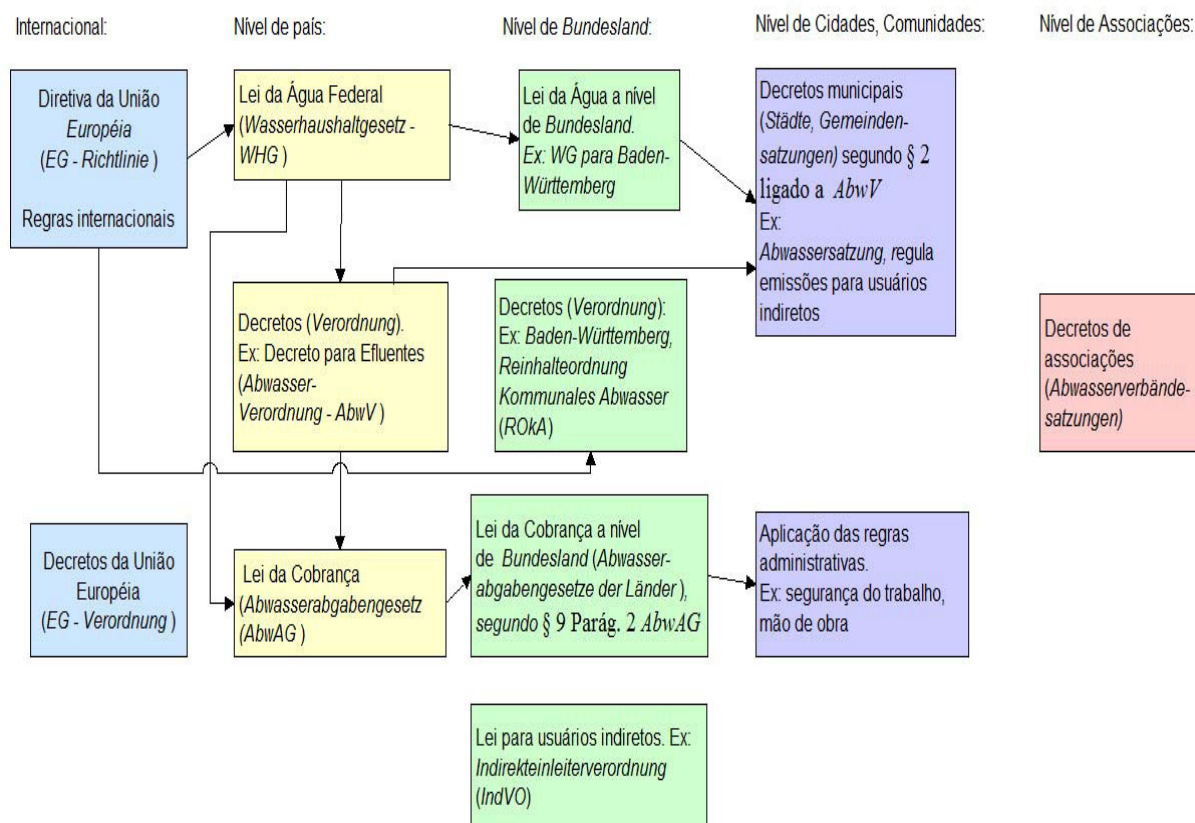 Internacional:
Nível de país:
Nível de Bundesland:
Nível de Cidades, Comunidades:
Nível de Associações:
Diretiva da União
Européia
(EG - Richtlinie )
Regras internacionais
Lei da Água Federal
(Wasserhaushaltgesetz -
WHG )
Lei da Água a nível
de Bundesland.
Ex: WG para Baden-
Württemberg
Decretos municipais
(Städte, Gemeinden-
satzungen) segundo § 2
ligado a AbwV
Ex:
Abwassersatzung, regula
emissões para usuários
indiretos
Decretos (Verordnung).
Ex: Decreto para Efluentes
(Abwasser-
Verordnung - AbwV )
Decretos (Verordnung):
Ex: Baden-Württemberg,
Reinhalteordnung
Kommunales Abwasser
(ROkA)
Decretos de
associações
(Abwasserverbände-
satzungen)
Decretos da União
Européia
(EG - Verordnung )
Lei da Cobrança
(Abwasserabgabengesetz
(AbwAG )
Lei da Cobrança a nível
de Bundesland (Abwasser-
abgabengesetze der Länder ),
segundo § 9 Parág. 2 AbwAG
Aplicação das regras
administrativas.
Ex: segurança do trabalho,
mão de obra
Lei para usuários indiretos. Ex:
Indirekteinleiterverordnung
(IndVO)